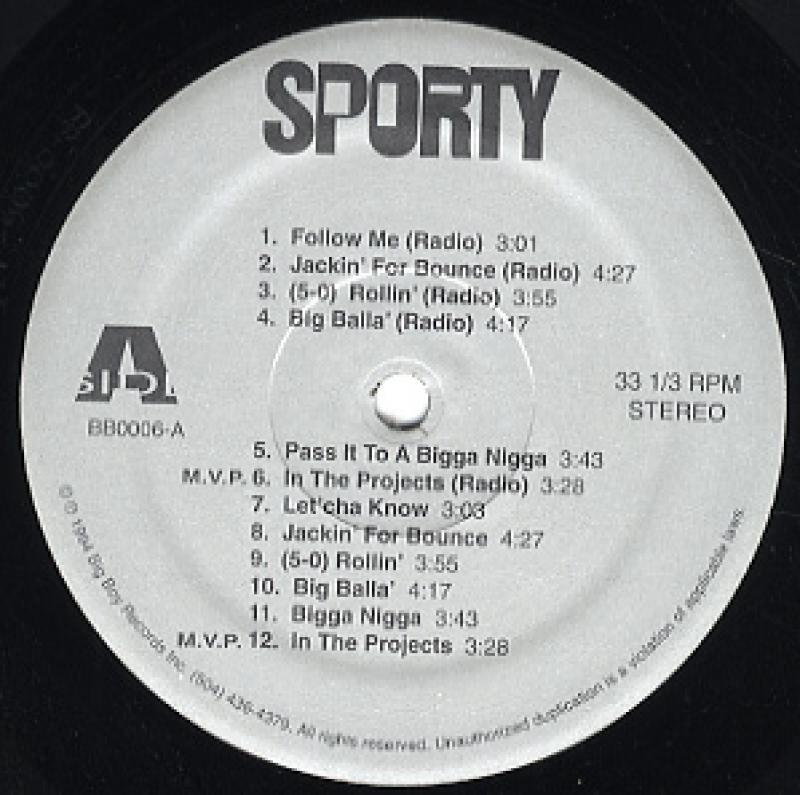 SPORTY
1. Follow Me (Radio) 3:01
2. Jackin' For Bounce (Radio) 4:27
3. (5-0) Rollin' (Radio) 3:55
4. Big Balla' (Radio) 4:17
A
SIDE
BB0006-A
33 1/3 RPM
STEREO
5. Pass It To A Bigga Nigga 3:43
M.V.P. 6. In The Projects (Radio) 3:28
7. Let'cha Know 3:03
8. Jackin' For Bounce 4:27
9. (5-0) Rollin' 3:55
10. Big Balla' 4:17
11. Bigga Nigga 3:43
M.V.P. 12. In The Projects 3:28
℗ © 1994 Big Boy Records Inc. (504) 436-4379. All rights reserved. Unauthorized duplication is a violation of applicable laws.